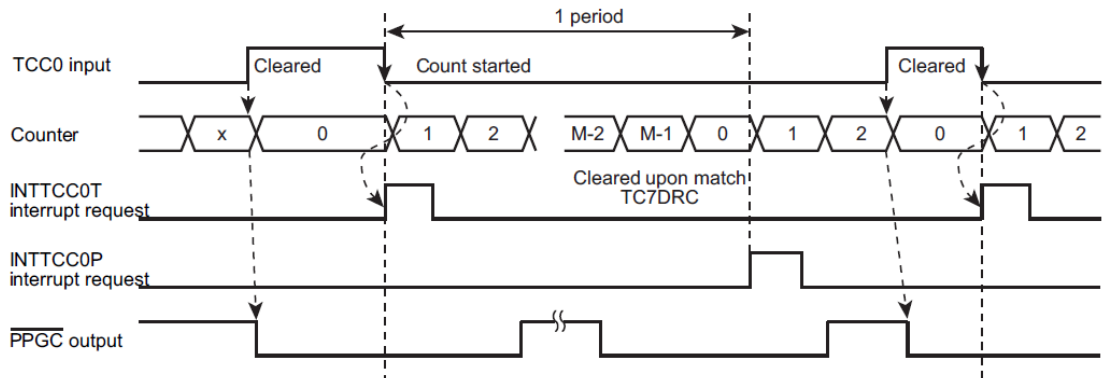 1 period
TCC0 input
Cleared
Count started
Cleared
Counter
x
0
1
2
M-2
M-1
0
1
2
0
1
2
INTTCC0T
interrupt request
Cleared upon match
TC7DRC
INTTCC0P
interrupt request
PPGC output